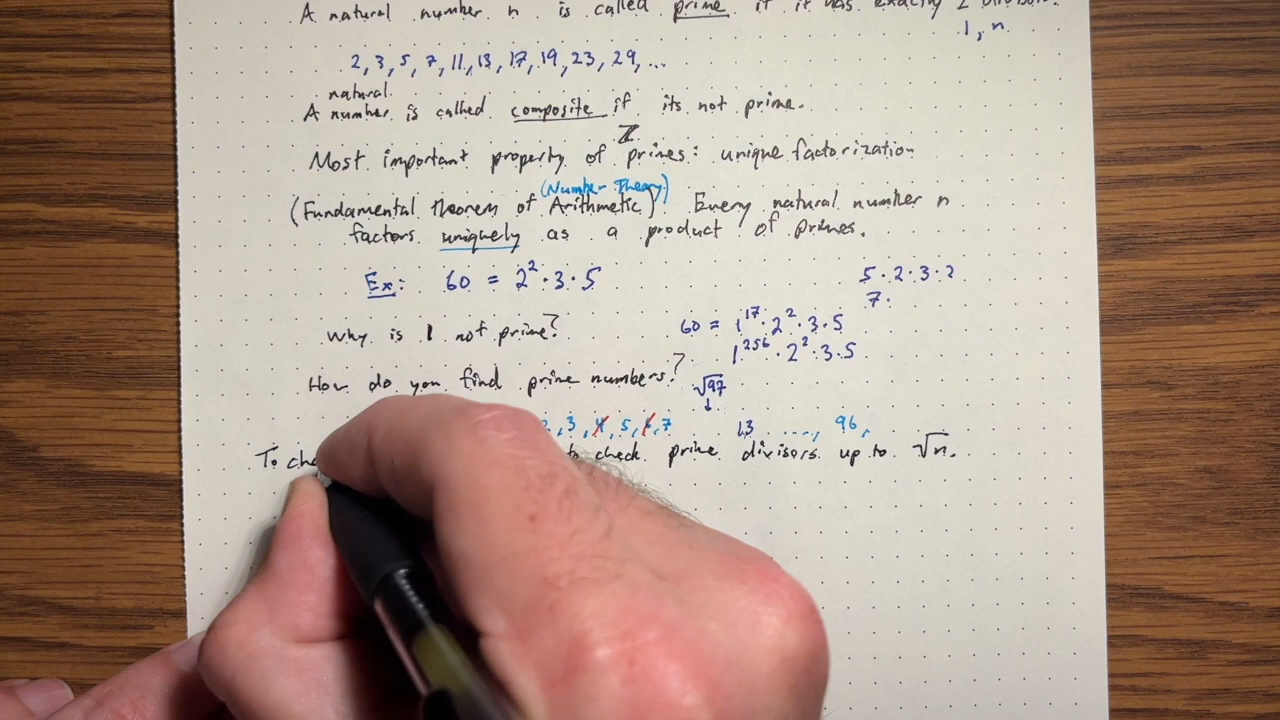 A natural number n is called prime if it has exactly 2
1, n
2, 3, 5, 7, 11, 13, 17, 19, 23, 29, ...
natural
A number is called composite if its not prime.
ℤ
Most important property of primes: unique factorization
(Number Theory)
(Fundamental theorem of Arithmetic) Every natural number n
factors uniquely as a product of primes.
Ex: 60 = 2²·3·5
5·2·3·2
7·
Why is 1 not prime?
60 = 1¹⁷·2²·3·5
1²⁵⁶·2²·3·5
How do you find prime numbers?
√97
↓
2, 3, 4, 5, 6, 7 13 ...., 96,
To check prime divisors up to √n.